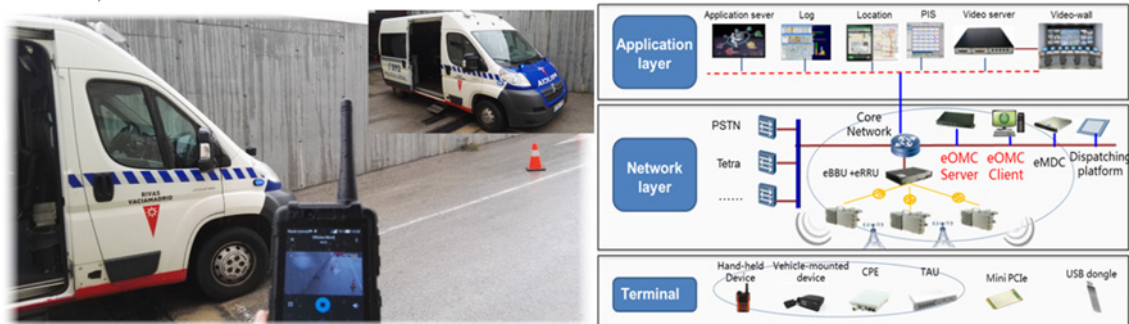 RIVAS
VACIAMADRID
Application
layer
Application sever
Log
Location
PIS
Video server
Video-wall
Network
layer
PSTN
Tetra
......
Core
Network
eBBU +eRRU
eOMC
Server
eOMC
Client
eMDC
Dispatching
platform
Terminal
Hand-held
Device
Vehicle-mounted
device
CPE
TAU
Mini PCIe
USB dongle